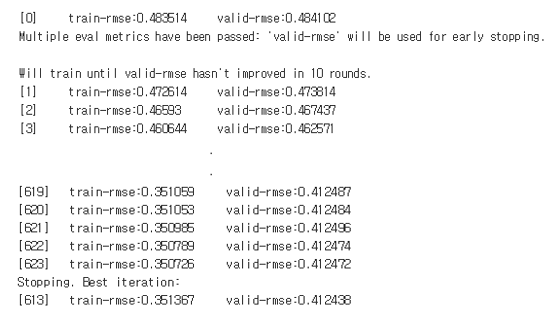 [0] train-rmse:0.483514 valid-rmse:0.484102
Multiple eval metrics have been passed: 'valid-rmse' will be used for early stopping.
Will train until valid-rmse hasn't improved in 10 rounds.
[1] train-rmse:0.472614 valid-rmse:0.473814
[2] train-rmse:0.46593 valid-rmse:0.467437
[3] train-rmse:0.460644 valid-rmse:0.462571
.
.
[619] train-rmse:0.351059 valid-rmse:0.412487
[620] train-rmse:0.351053 valid-rmse:0.412484
[621] train-rmse:0.350985 valid-rmse:0.412496
[622] train-rmse:0.350789 valid-rmse:0.412474
[623] train-rmse:0.350726 valid-rmse:0.412472
Stopping. Best iteration:
[613] train-rmse:0.351367 valid-rmse:0.412438